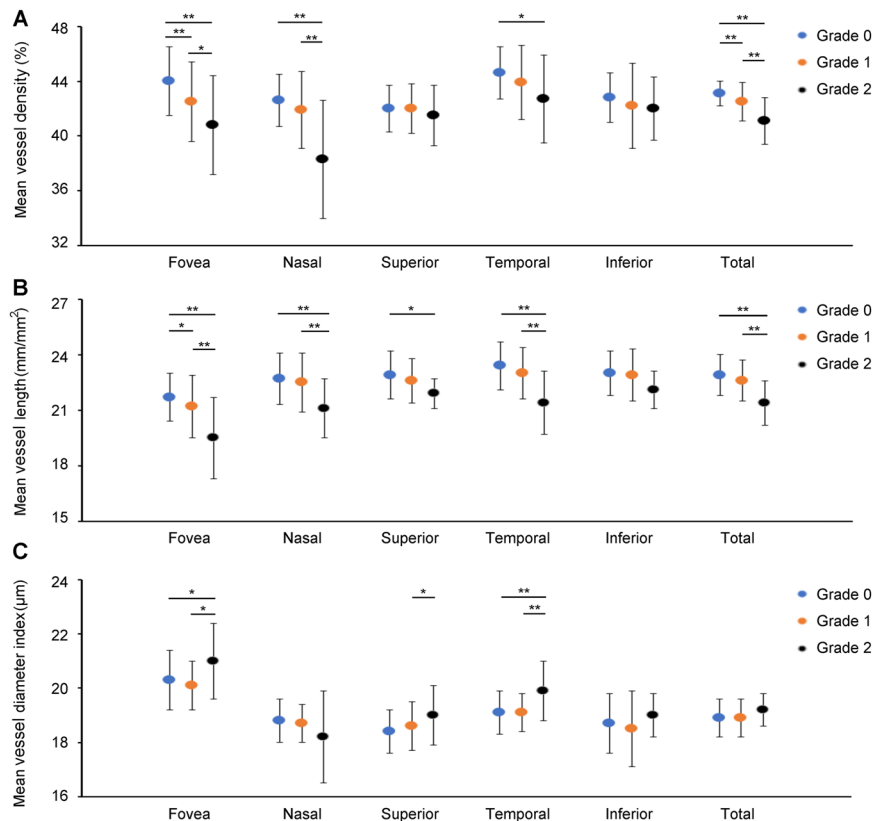 A
Mean vessel density (%)
48
44
40
36
32
** ** *
** **
*
** ** **
Grade 0
Grade 1
Grade 2
Fovea Nasal Superior Temporal Inferior Total
B
Mean vessel length (mm/mm²)
27
24
21
18
15
** * **
** **
*
** **
** **
Grade 0
Grade 1
Grade 2
Fovea Nasal Superior Temporal Inferior Total
C
Mean vessel diameter index (µm)
24
22
20
18
16
* *
*
** **
Grade 0
Grade 1
Grade 2
Fovea Nasal Superior Temporal Inferior Total